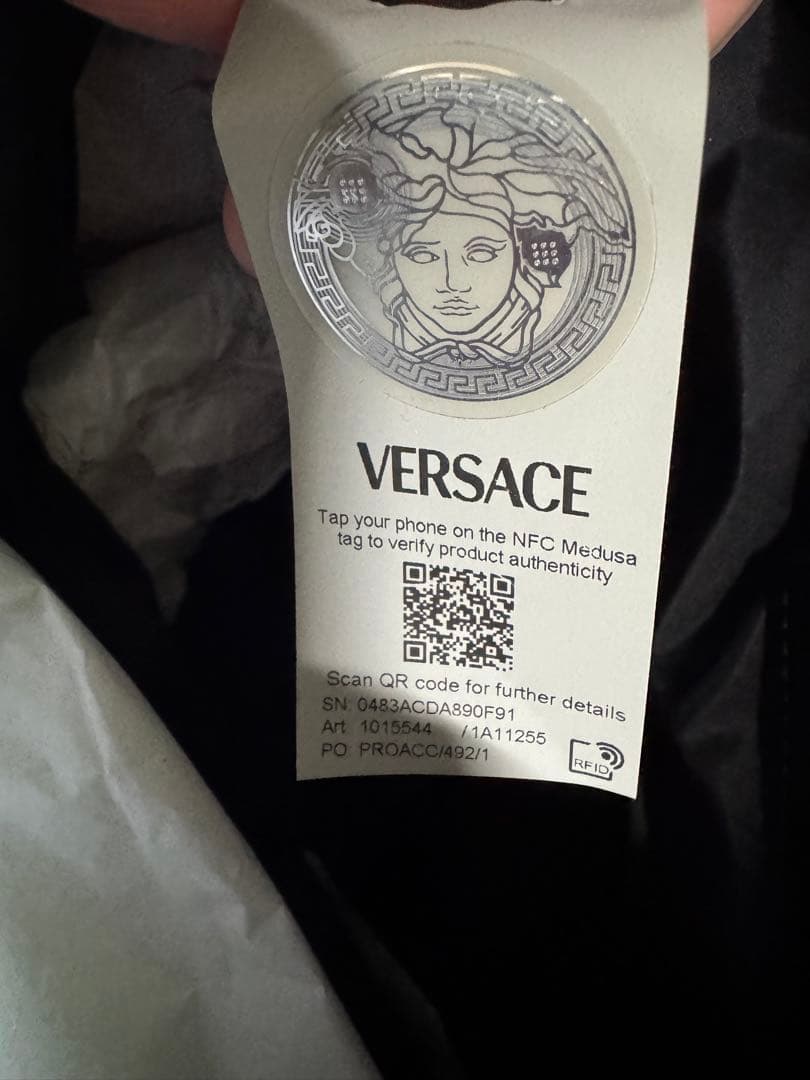 VERSACE
Tap your phone on the NFC Medusa
tag to verify product authenticity
Scan QR code for further details
SN: 0483ACDA890F91
Art: 1015544 /1A11255
PO: PROACC/492/1
RFID